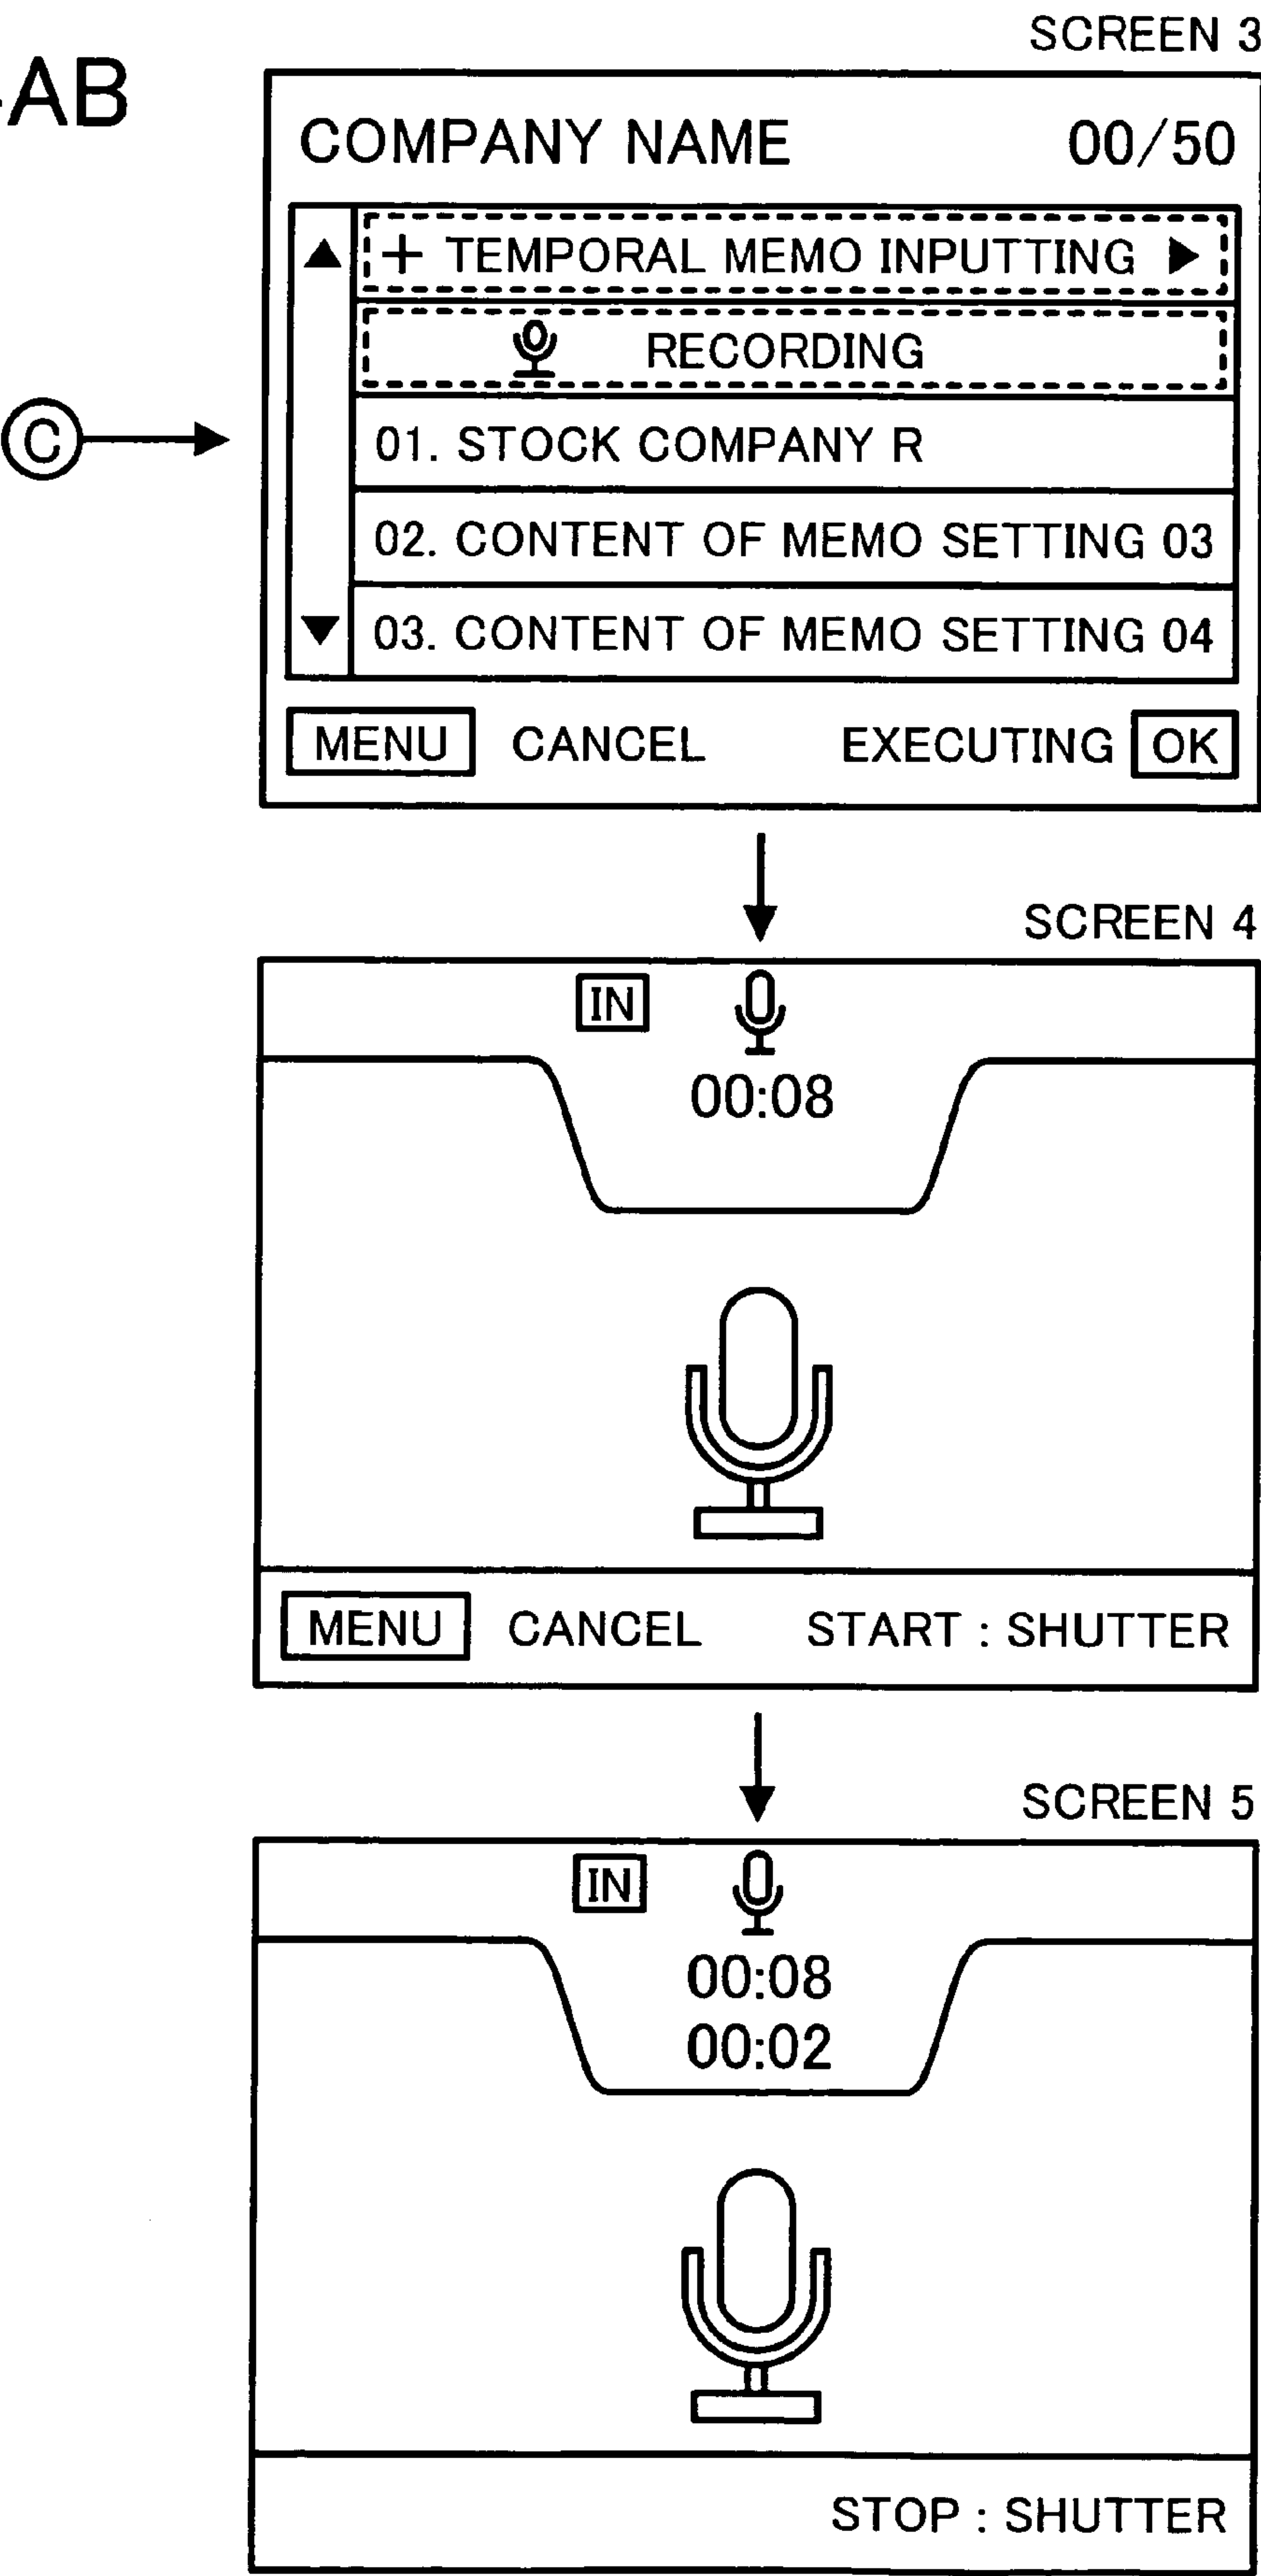 SCREEN 3
-AB
COMPANY NAME 00/50
+ TEMPORAL MEMO INPUTTING
RECORDING
C
01. STOCK COMPANY R
02. CONTENT OF MEMO SETTING 03
03. CONTENT OF MEMO SETTING 04
MENU CANCEL EXECUTING OK
SCREEN 4
IN
00:08
MENU CANCEL START : SHUTTER
SCREEN 5
IN
00:08
00:02
STOP : SHUTTER